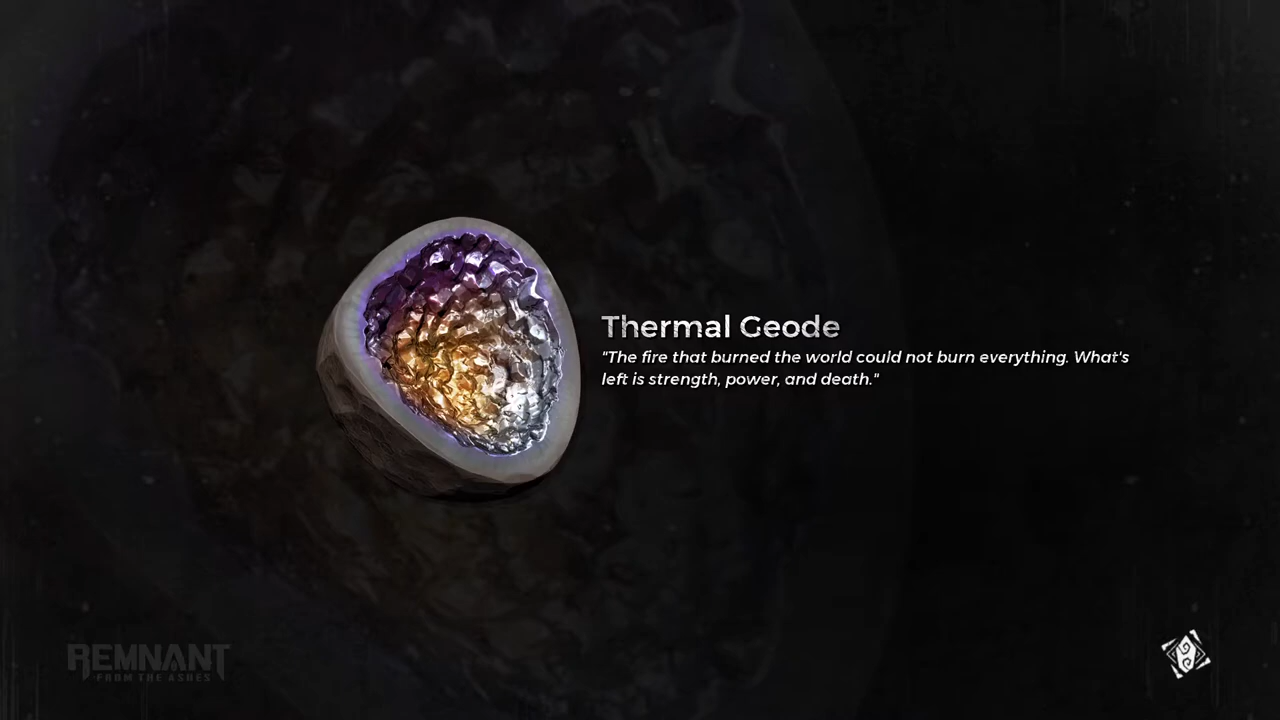 Thermal Geode
"The fire that burned the world could not burn everything. What's
left is strength, power, and death."
REMNANT
FROM THE ASHES